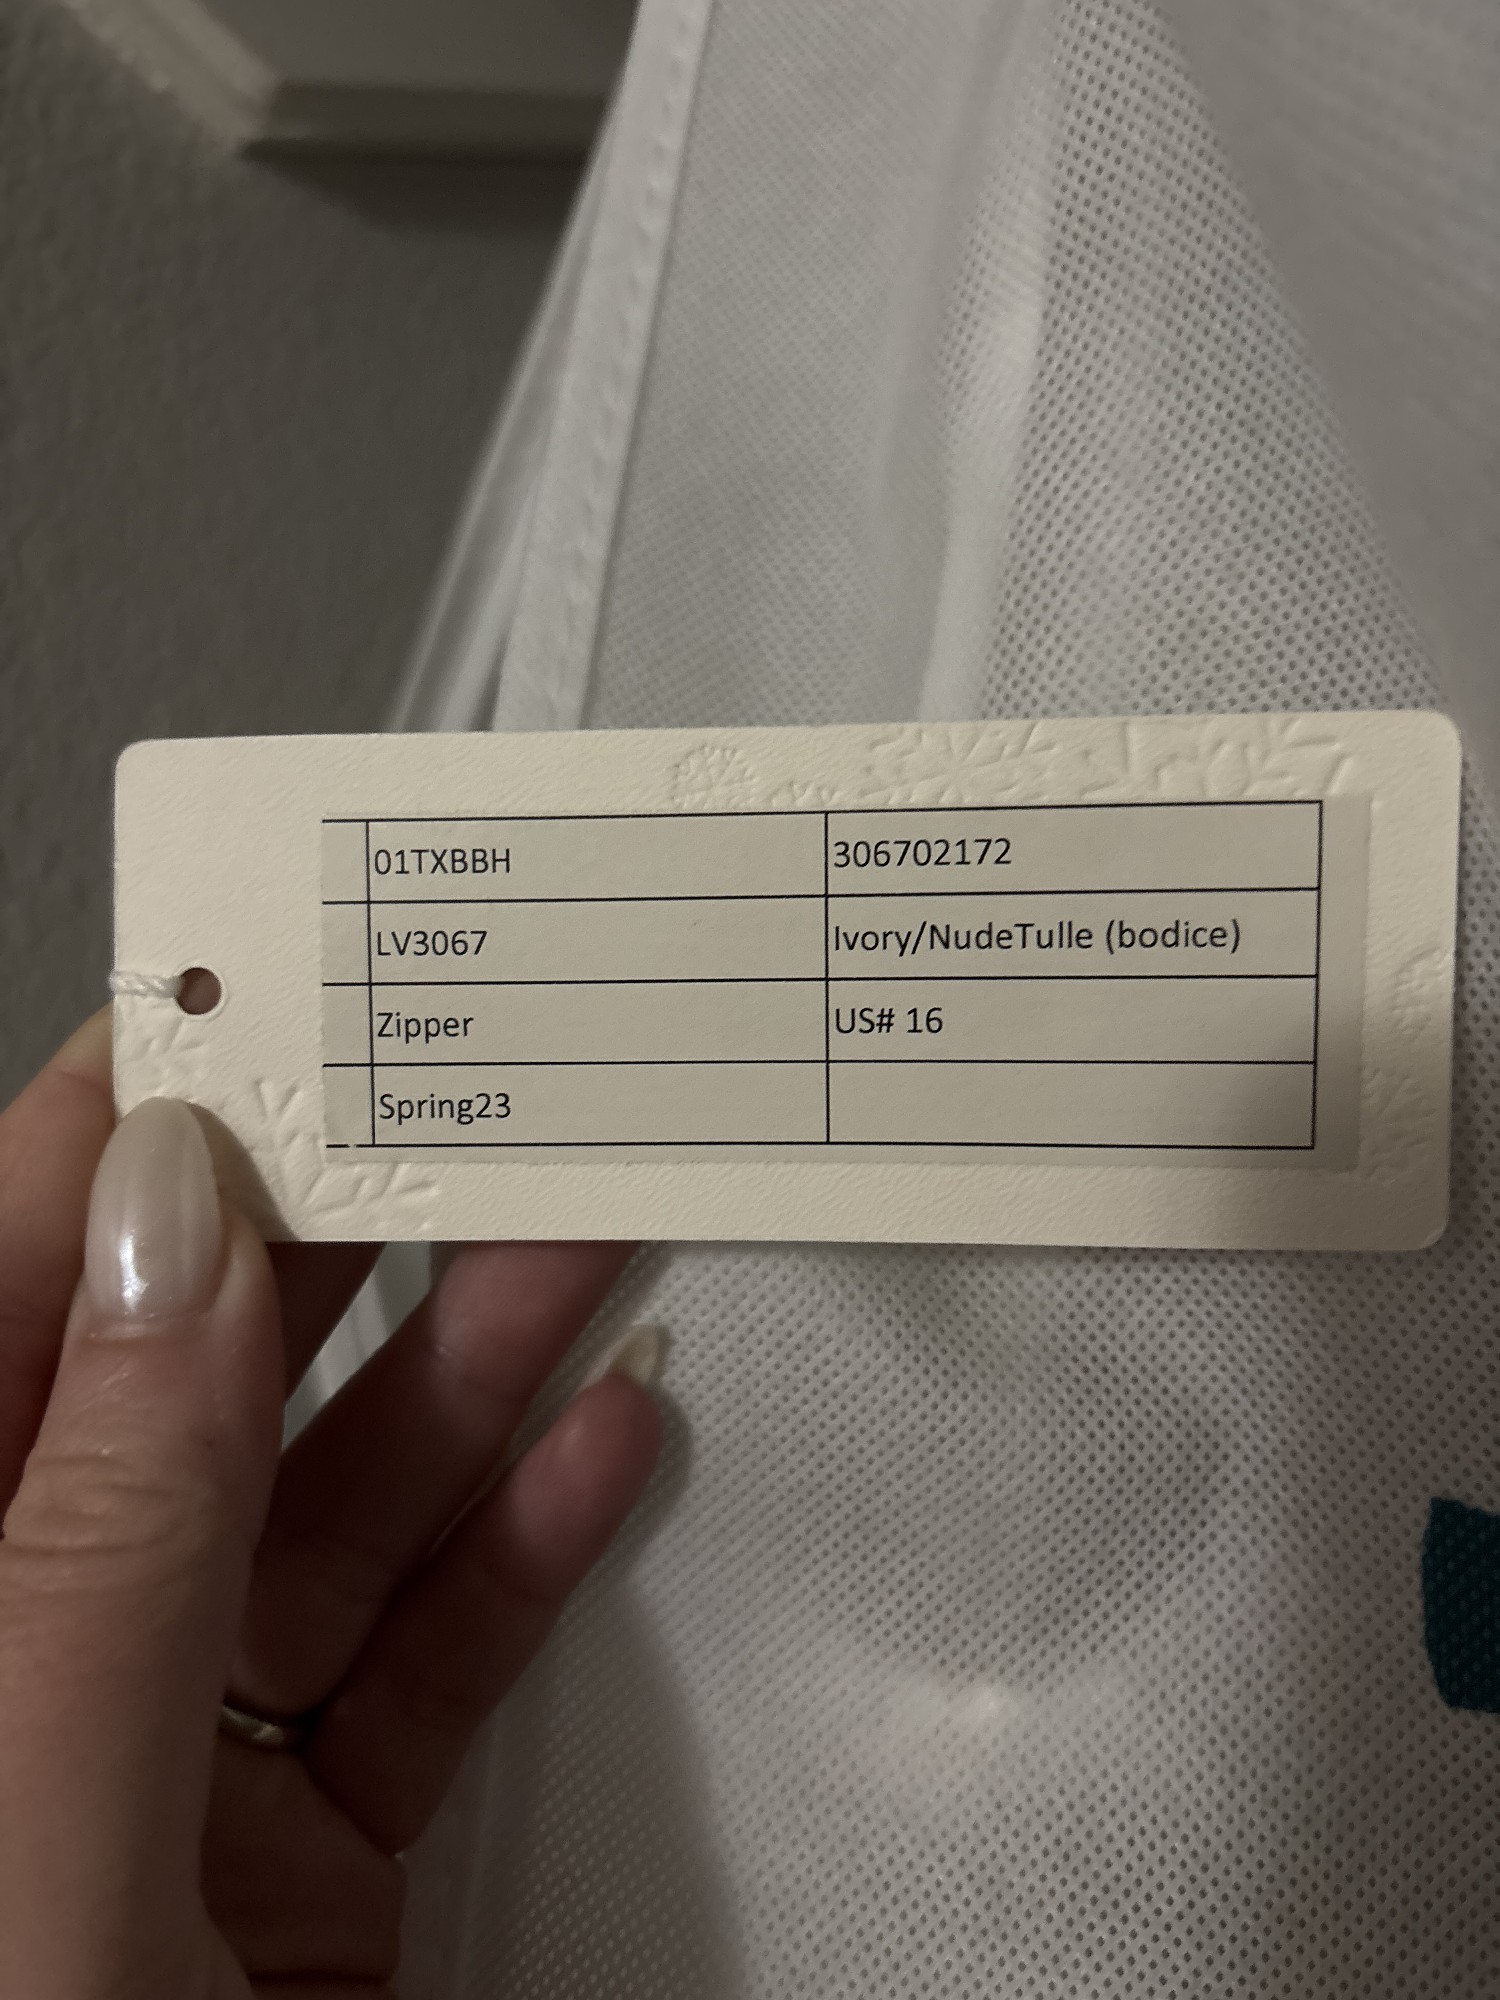 01TXBBH 306702172
LV3067 Ivory/NudeTulle (bodice)
Zipper US# 16
Spring23